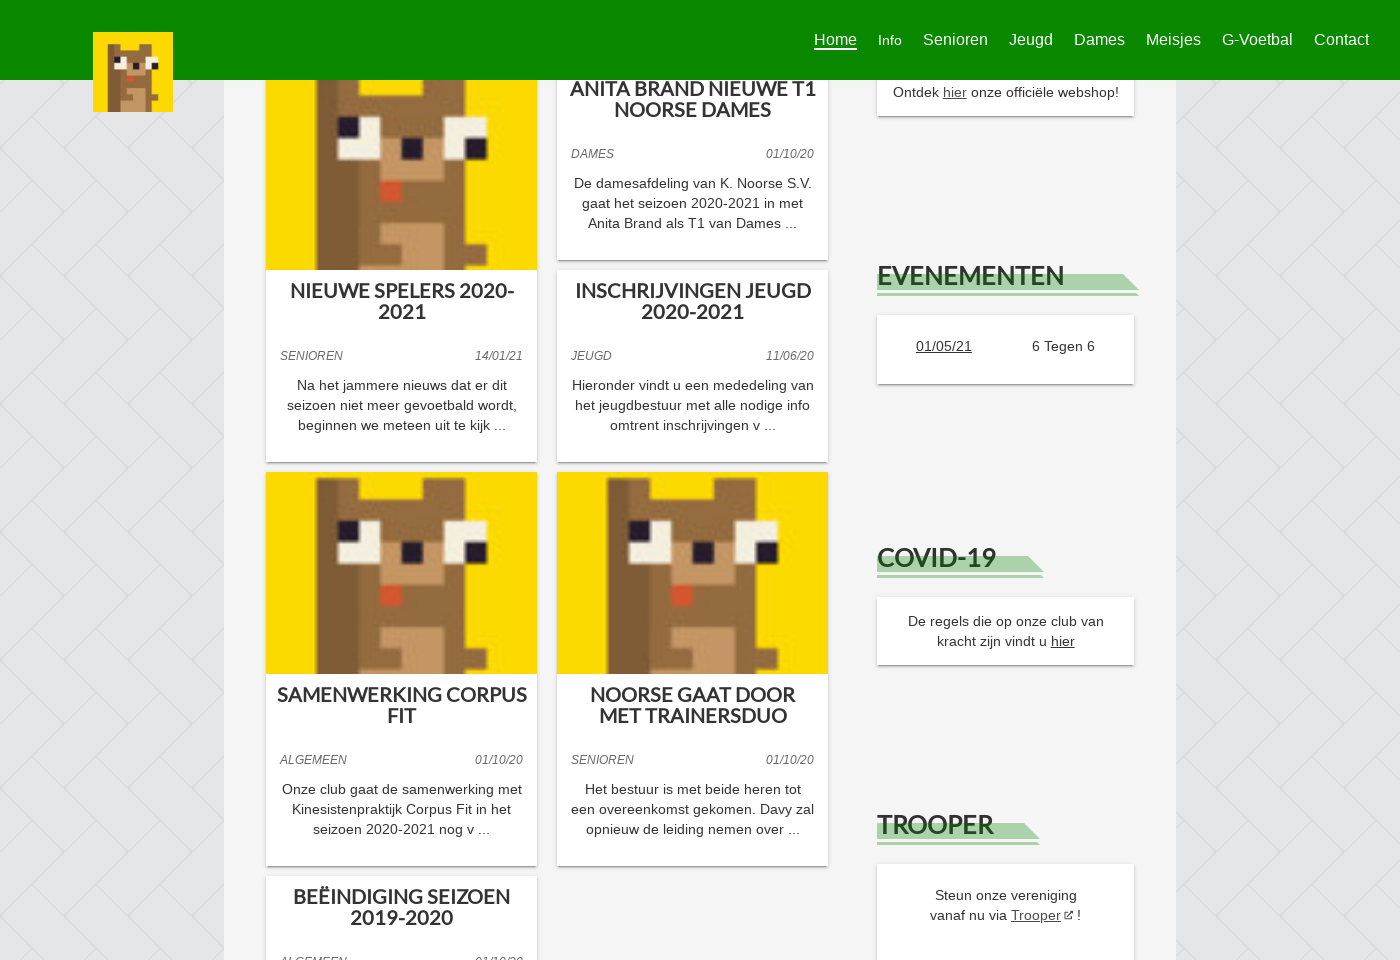 Home Info Senioren Jeugd Dames Meisjes G-Voetbal Contact
ANITA BRAND NIEUWE T1
NOORSE DAMES
DAMES 01/10/20
De damesafdeling van K. Noorse S.V.
gaat het seizoen 2020-2021 in met
Anita Brand als T1 van Dames ...
NIEUWE SPELERS 2020-
2021
SENIOREN 14/01/21
Na het jammere nieuws dat er dit
seizoen niet meer gevoetbald wordt,
beginnen we meteen uit te kijk ...
INSCHRIJVINGEN JEUGD
2020-2021
JEUGD 11/06/20
Hieronder vindt u een mededeling van
het jeugdbestuur met alle nodige info
omtrent inschrijvingen v ...
SAMENWERKING CORPUS
FIT
ALGEMEEN 01/10/20
Onze club gaat de samenwerking met
Kinesistenpraktijk Corpus Fit in het
seizoen 2020-2021 nog v ...
NOORSE GAAT DOOR
MET TRAINERSDUO
SENIOREN 01/10/20
Het bestuur is met beide heren tot
een overeenkomst gekomen. Davy zal
opnieuw de leiding nemen over ...
BEËINDIGING SEIZOEN
2019-2020
ALGEMEEN 01/10/20
Ontdek hier onze officiële webshop!
EVENEMENTEN
01/05/21 6 Tegen 6
COVID-19
De regels die op onze club van
kracht zijn vindt u hier
TROOPER
Steun onze vereniging
vanaf nu via Trooper !